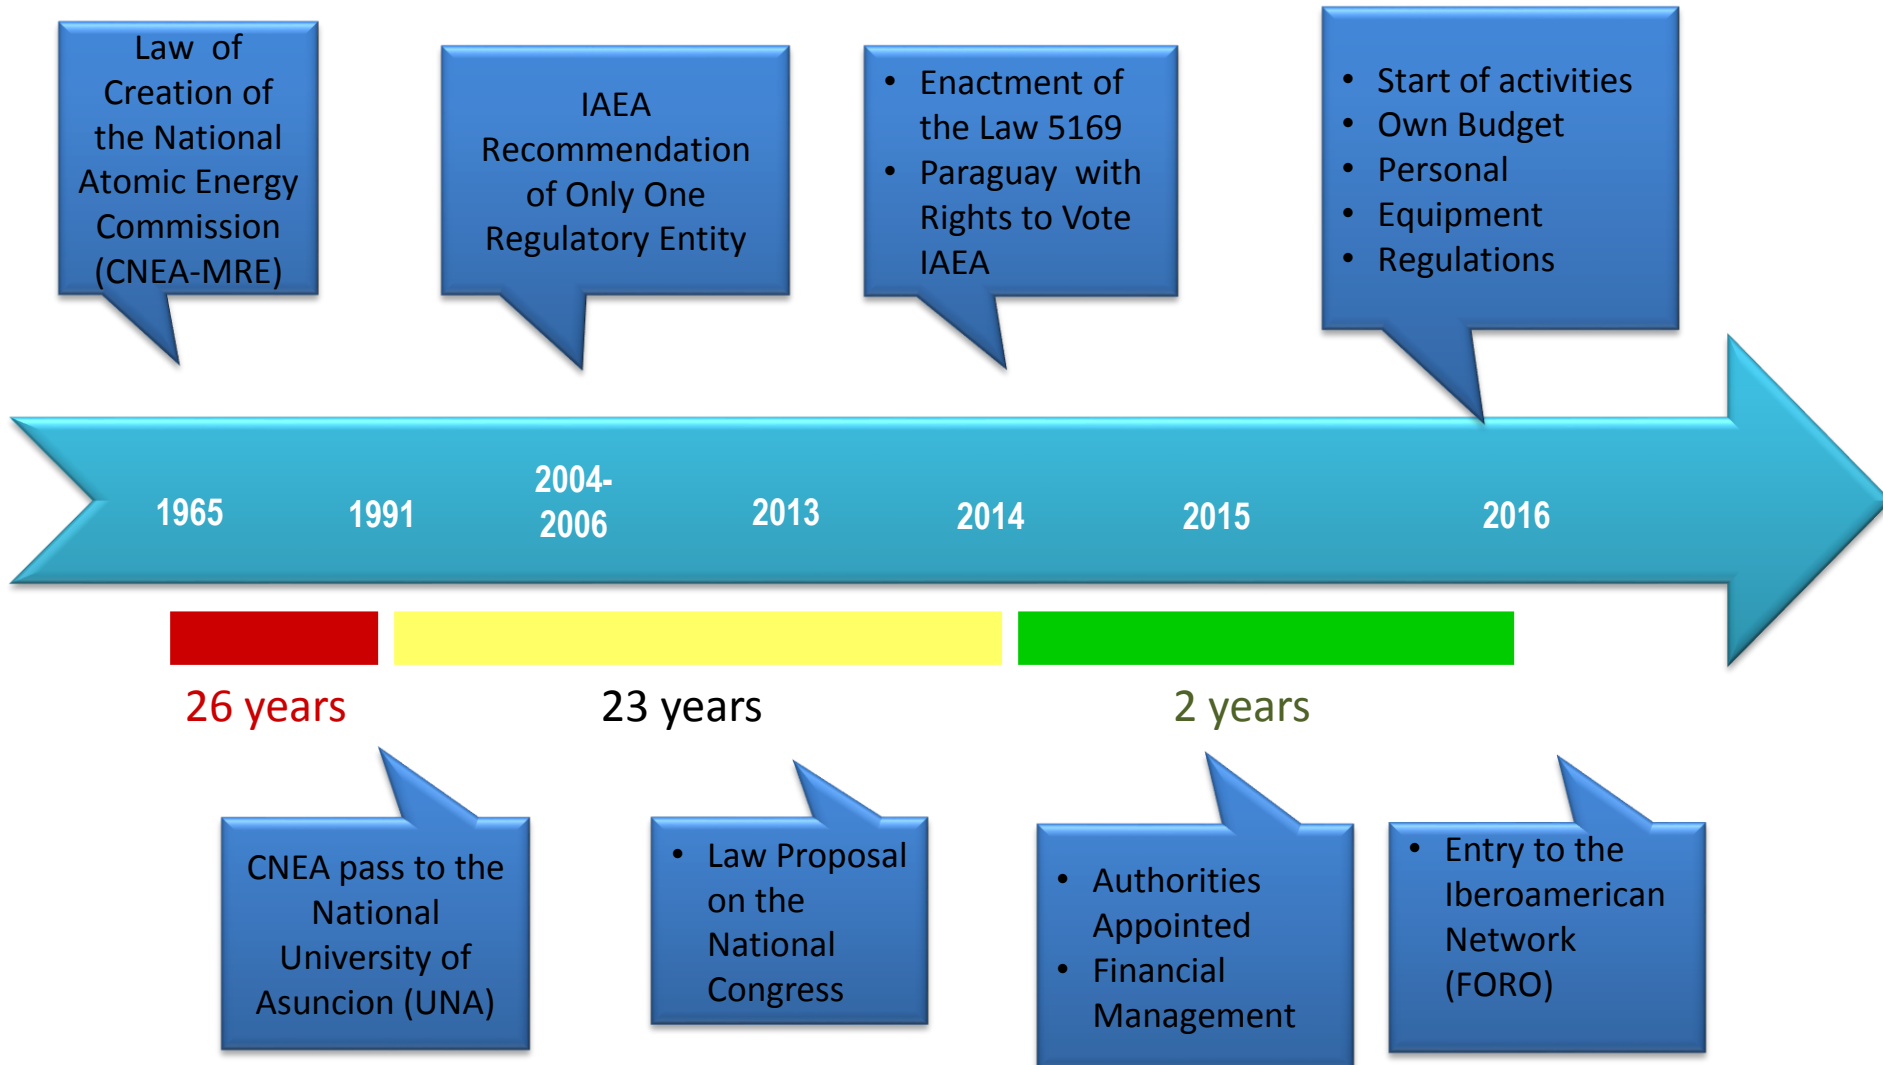 Law of
Creation of
the National
Atomic Energy
Commission
(CNEA-MRE)
IAEA
Recommendation
of Only One
Regulatory Entity
• Enactment of
the Law 5169
• Paraguay with
Rights to Vote
IAEA
• Start of activities
• Own Budget
• Personal
• Equipment
• Regulations
1965
1991
2004-
2006
2013
2014
2015
2016
26 years
23 years
2 years
CNEA pass to the
National
University of
Asuncion (UNA)
• Law Proposal
on the
National
Congress
• Authorities
Appointed
• Financial
Management
• Entry to the
Iberoamerican
Network
(FORO)